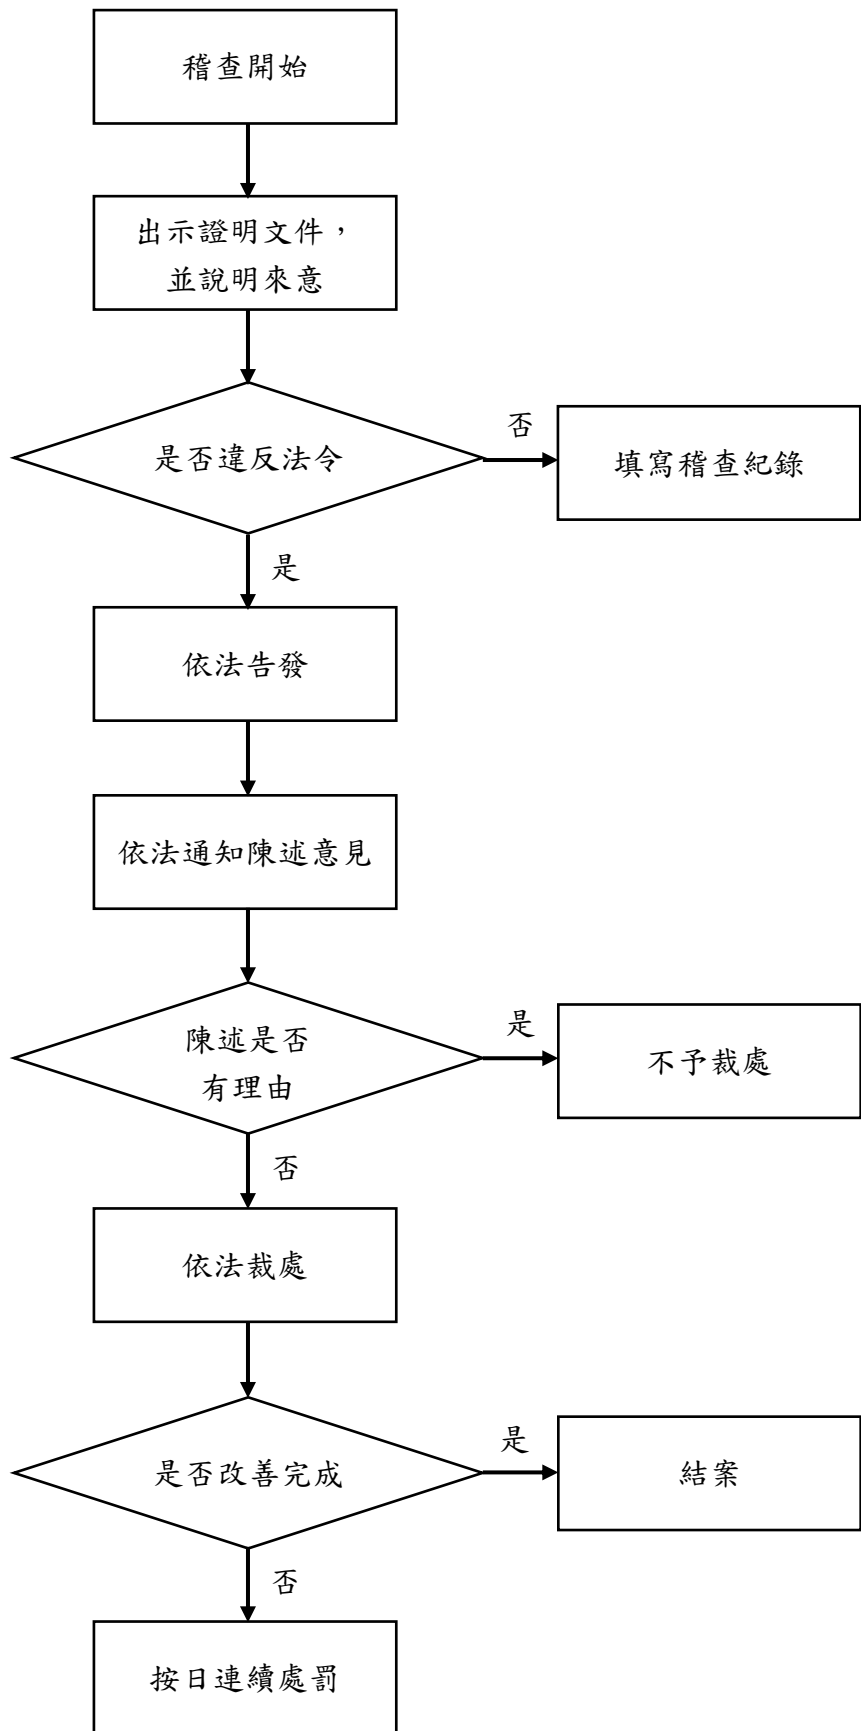 稽查開始
出示證明文件，
並說明來意
是否違反法令
否
填寫稽查紀錄
是
依法告發
依法通知陳述意見
陳述是否
有理由
是
不予裁處
否
依法裁處
是否改善完成
是
結案
否
按日連續處罰